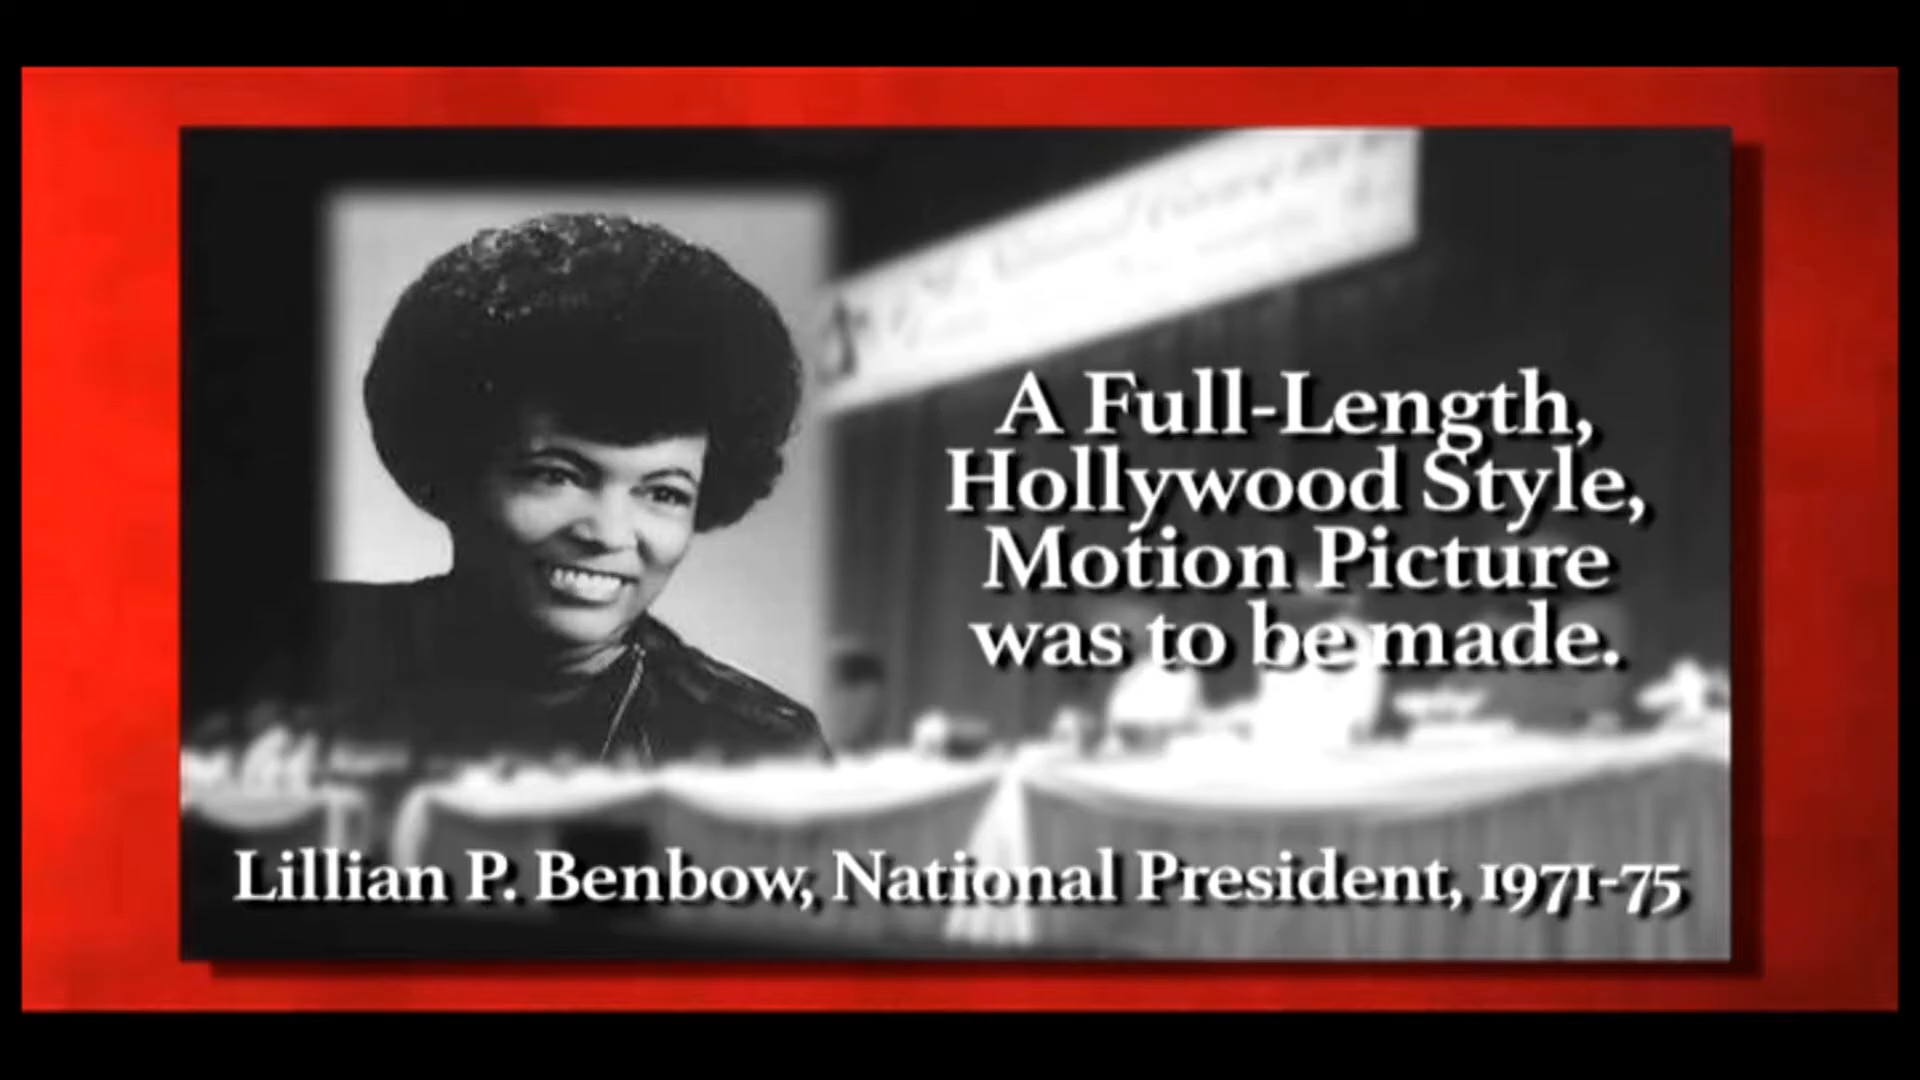 A Full-Length,
Hollywood Style,
Motion Picture
was to be made.
Lillian P. Benbow, National President, 1971-75